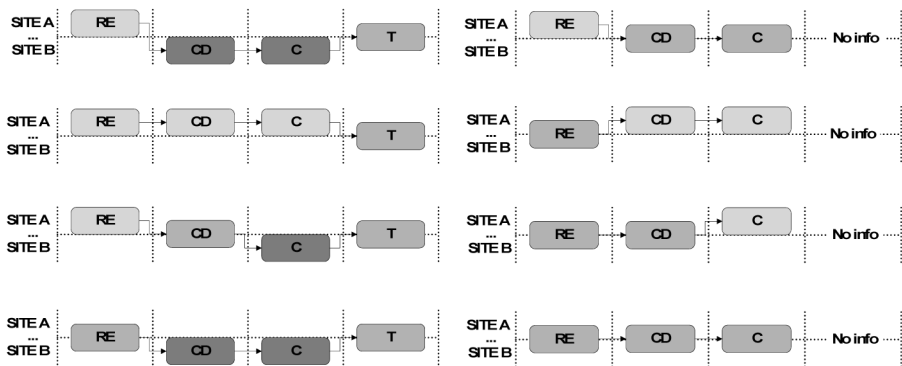 SITE A
...
SITE B
RE
CD
C
T
SITE A
...
SITE B
RE
CD
C
No info
SITE A
...
SITE B
RE
CD
C
T
SITE A
...
SITE B
RE
CD
C
No info
SITE A
...
SITE B
RE
CD
C
T
SITE A
...
SITE B
RE
CD
C
No info
SITE A
...
SITE B
RE
CD
C
T
SITE A
...
SITE B
RE
CD
C
No info